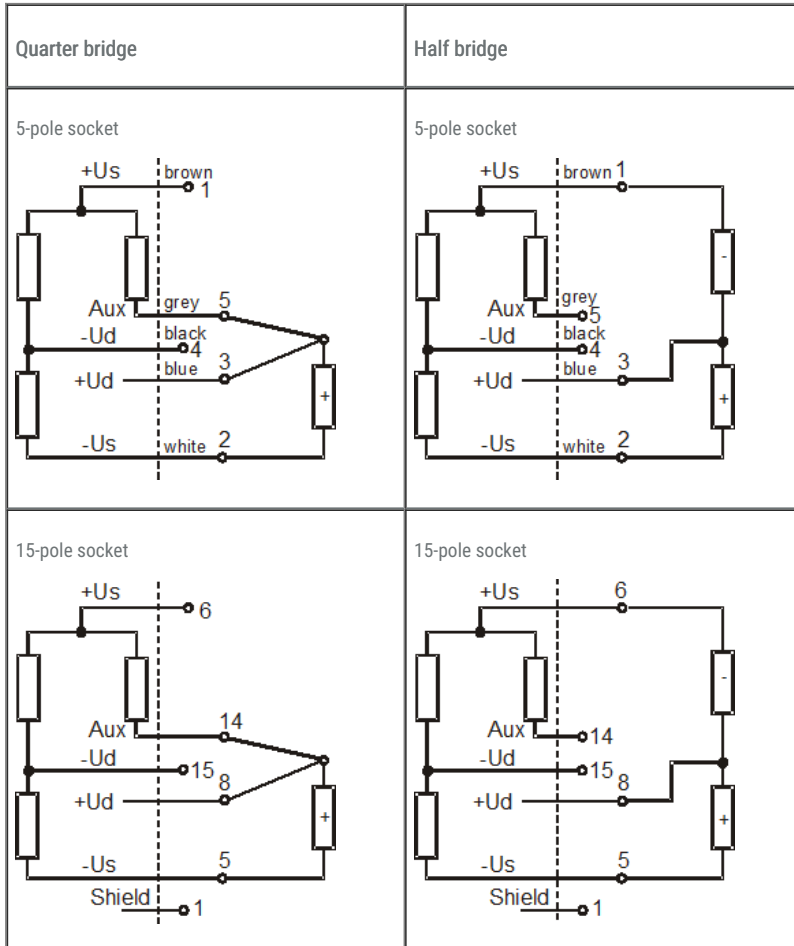 Quarter bridge
Half bridge
5-pole socket
+Us
brown
1
Aux
grey
5
-Ud
black
4
+Ud
blue
3
+
-Us
white
2
5-pole socket
+Us
brown
1
-
Aux
grey
5
-Ud
black
4
+Ud
blue
3
+
-Us
white
2
15-pole socket
+Us
6
Aux
14
-Ud
15
+Ud
8
+
-Us
5
Shield
1
15-pole socket
+Us
6
-
Aux
14
-Ud
15
+Ud
8
+
-Us
5
Shield
1